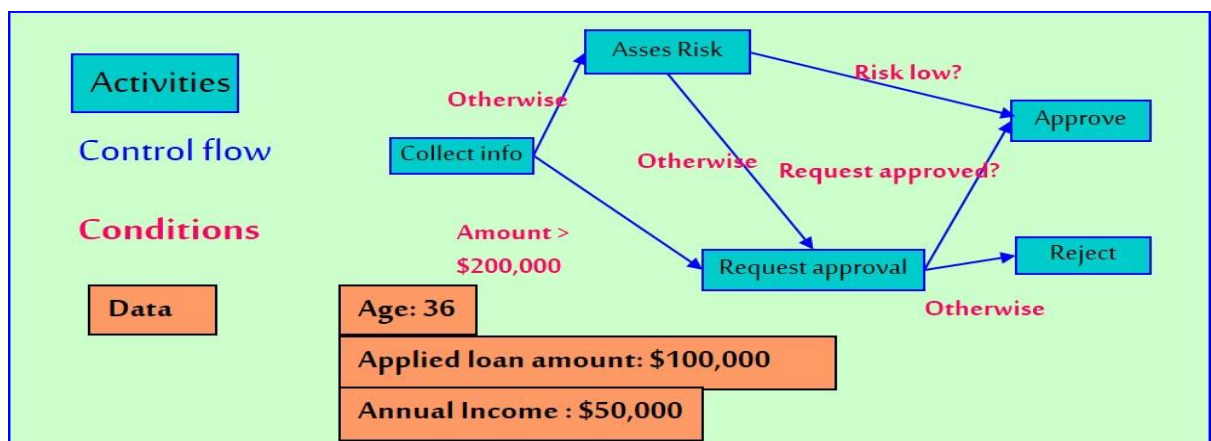 Asses Risk
Activities
Risk low?
Otherwise
Approve
Control flow
Collect info
Otherwise
Request approved?
Conditions
Amount >
$200,000
Request approval
Reject
Data
Age: 36
Otherwise
Applied loan amount: $100,000
Annual Income : $50,000